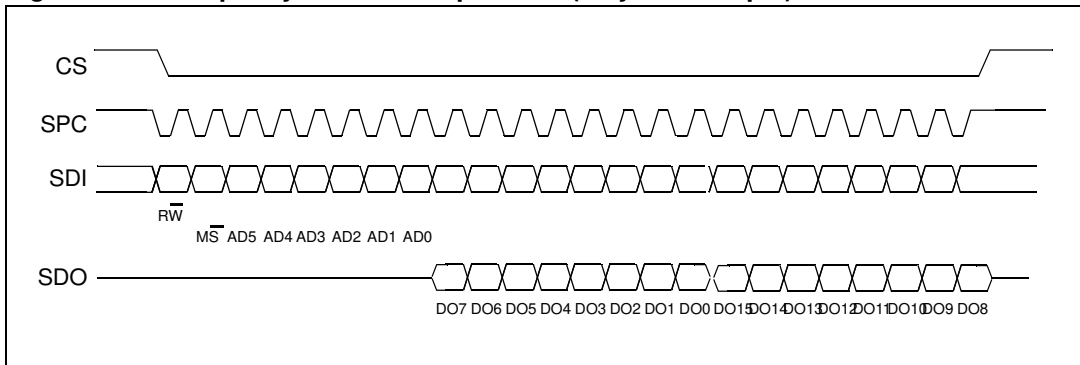 CS
SPC
SDI
RW
MS AD5 AD4 AD3 AD2 AD1 AD0
SDO
DO7 DO6 DO5 DO4 DO3 DO2 DO1 DO0 DO15 DO14 DO13 DO12 DO11 DO10 DO9 DO8